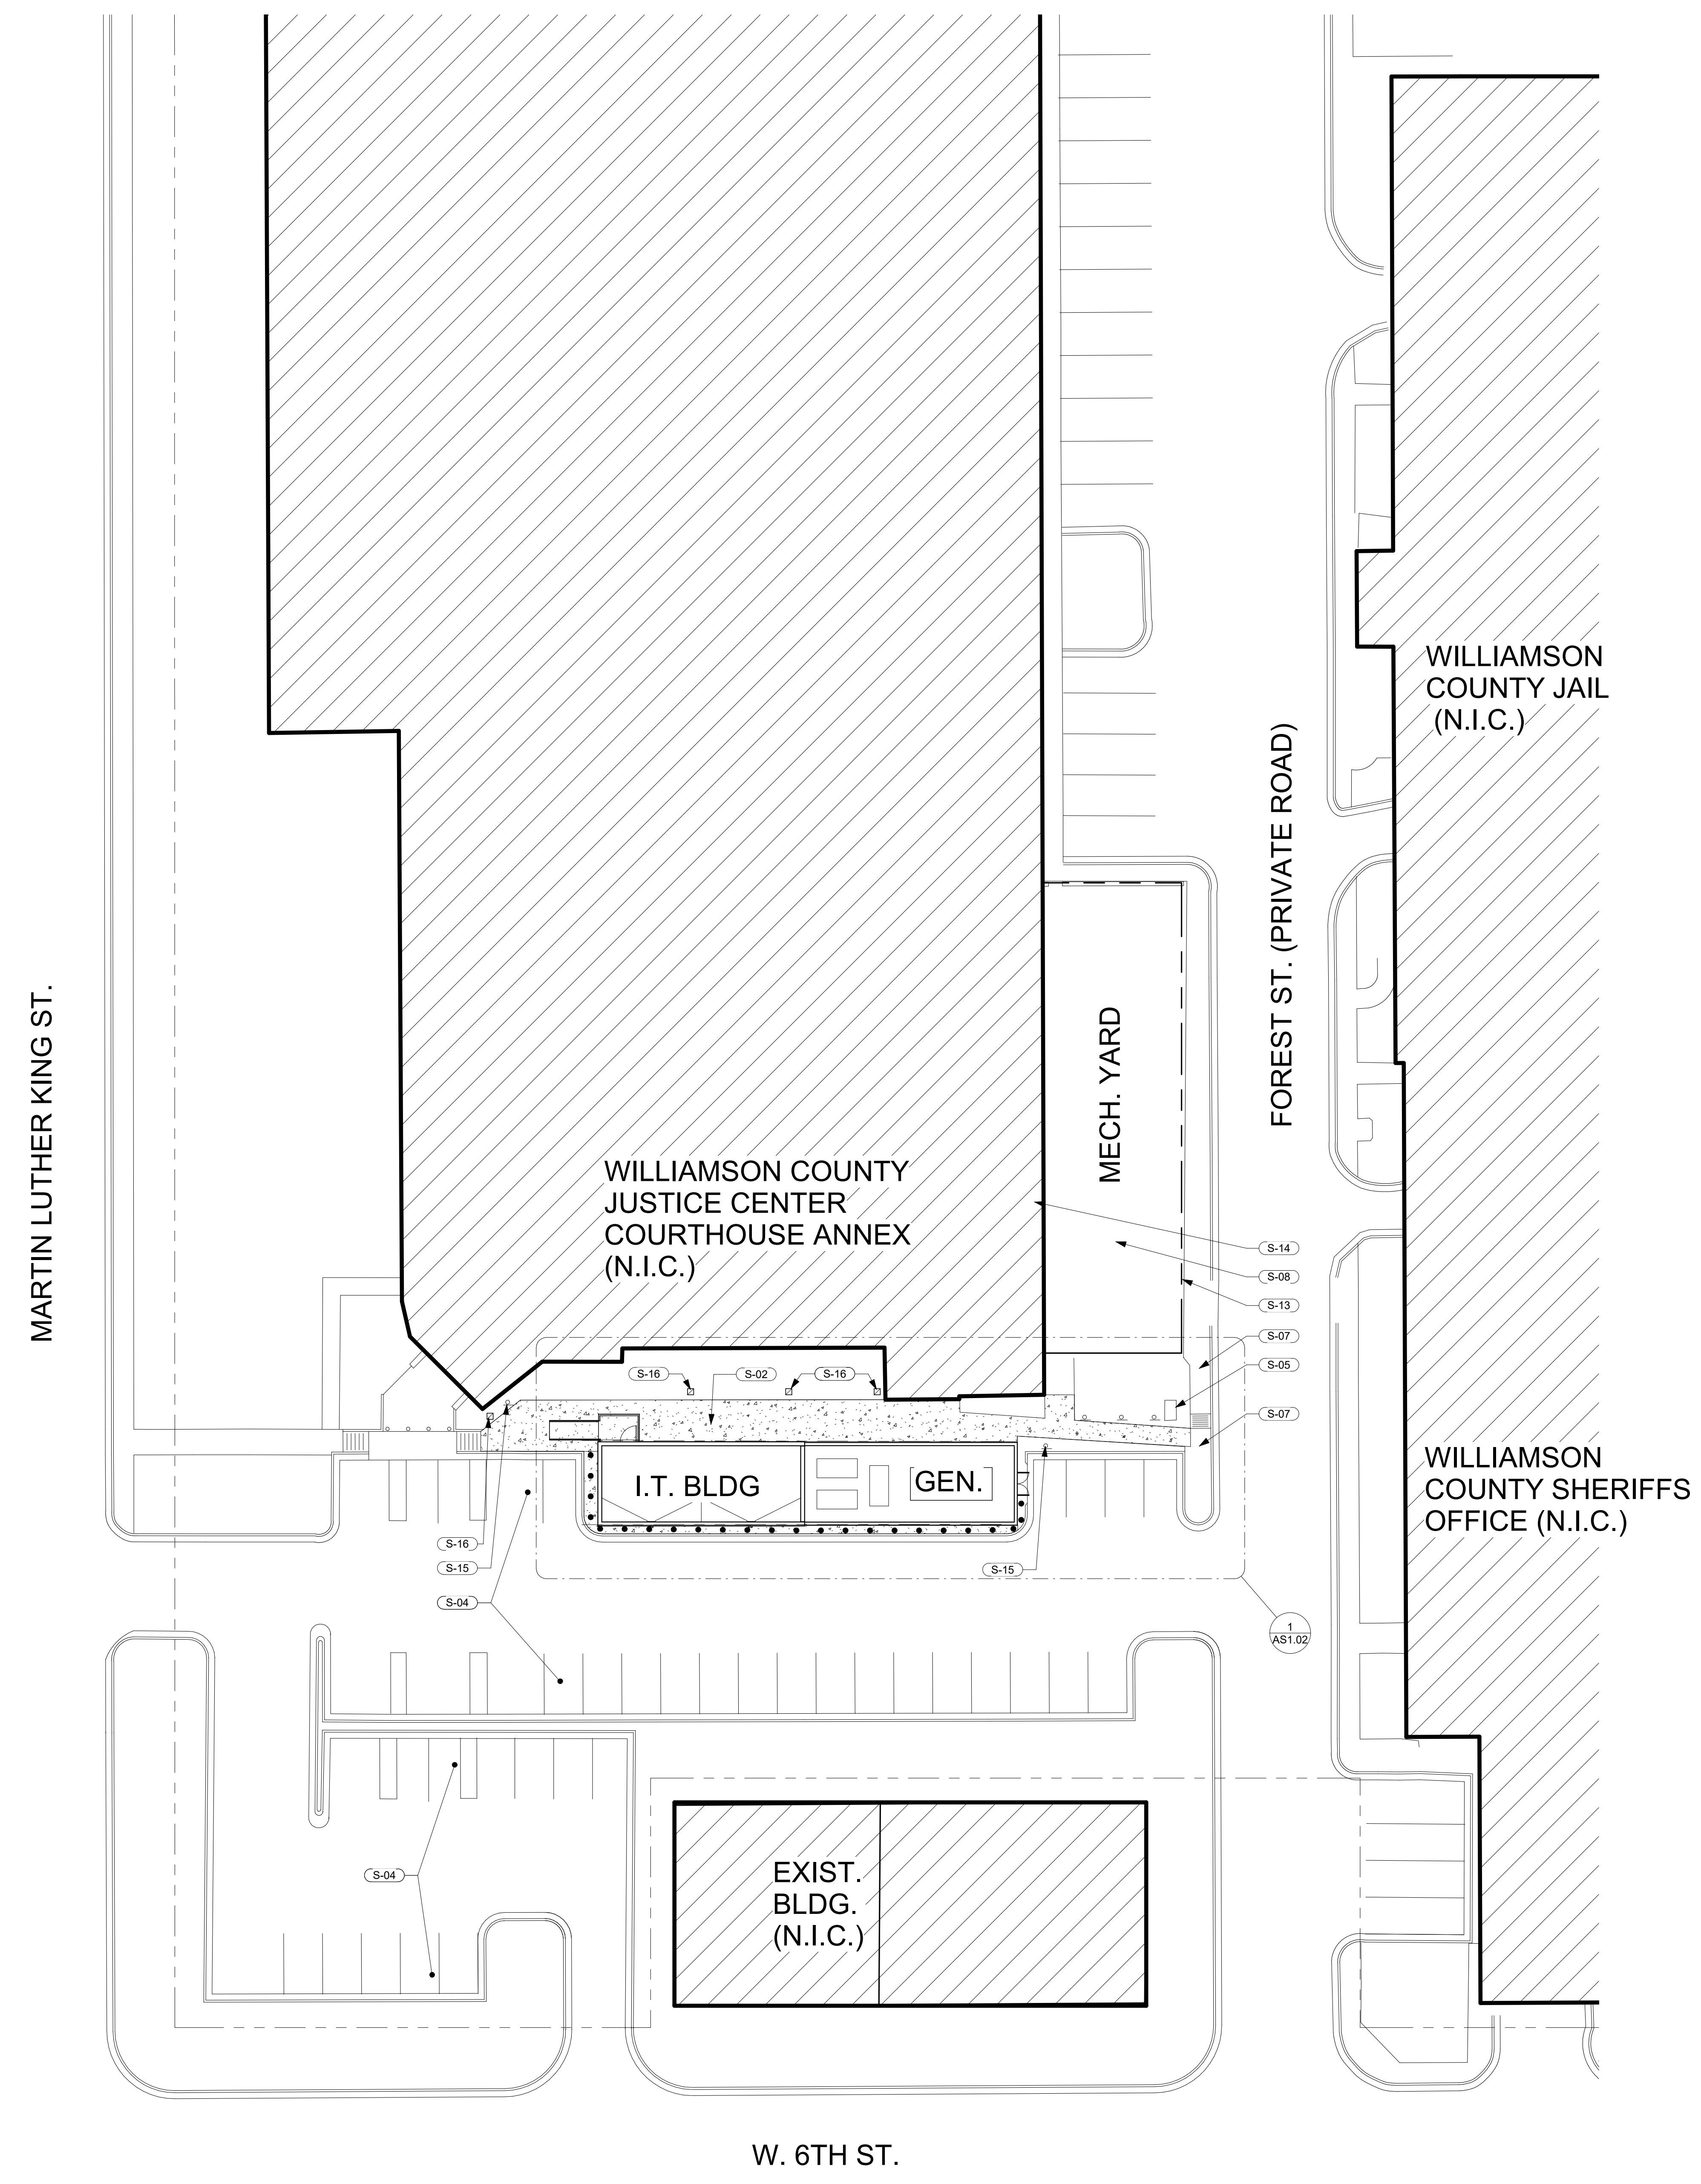 WILLIAMSON
COUNTY JAIL
(N.I.C.)
FOREST ST. (PRIVATE ROAD)
MARTIN LUTHER KING ST.
MECH. YARD
WILLIAMSON COUNTY
JUSTICE CENTER
COURTHOUSE ANNEX
(N.I.C.)
S-14
S-08
S-13
S-07
S-05
S-07
S-16
S-02
S-16
I.T. BLDG
GEN.
WILLIAMSON
COUNTY SHERIFFS
OFFICE (N.I.C.)
S-16
S-15
S-15
S-04
1
AS1.02
S-04
EXIST.
BLDG.
(N.I.C.)
W. 6TH ST.